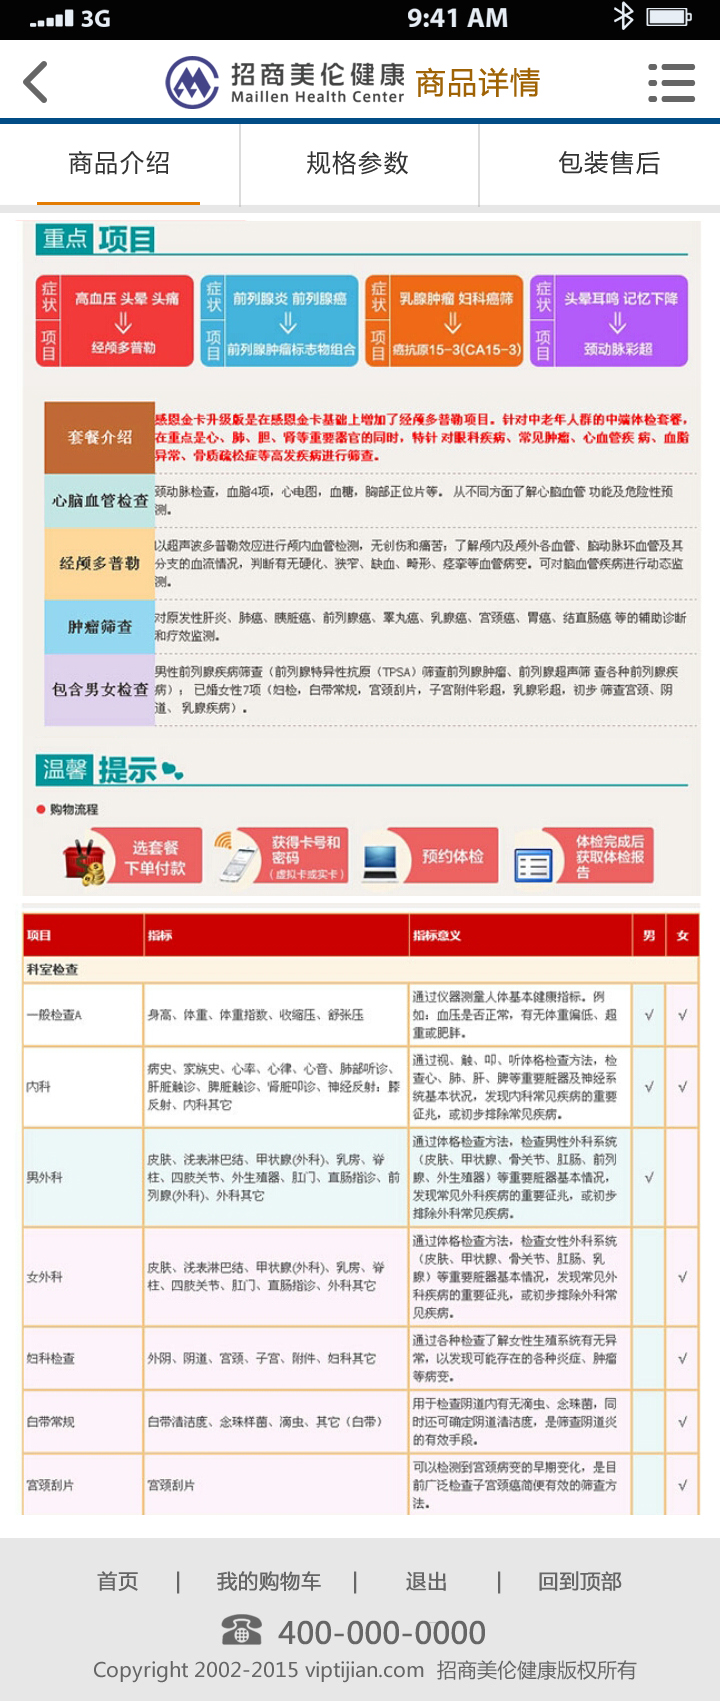 3G 9:41 AM
招商美伦健康 商品详情
Maillen Health Center
商品介绍 规格参数 包装售后
重点 项目
症状 高血压 头晕 头痛
项目 经颅多普勒
症状 前列腺炎 前列腺癌
项目 前列腺肿瘤标志物组合
症状 乳腺肿瘤 妇科癌筛
项目 癌抗原15-3(CA15-3)
症状 头晕耳鸣 记忆下降
项目 颈动脉彩超
套餐介绍
感恩金卡升级版是在感恩金卡基础上增加了经颅多普勒项目。针对中老年人群的中端体检套餐，
在重点是心、肺、胆、肾等重要器官的同时，特针 对眼科疾病、常见肿瘤、心血管疾 病、血脂
异常、骨质疏松症等高发疾病进行筛查。
心脑血管检查
颈动脉检查，血脂4项，心电图，血糖，胸部正位片等。 从不同方面了解心脑血管 功能及危险性预
测。
经颅多普勒
以超声波多普勒效应进行颅内血管检测，无创伤和痛苦；了解颅内及颅外各血管、脑动脉环血管及其
分支的血流情况，判断有无硬化、狭窄、缺血、畸形、痉挛等血管病变。可对脑血管疾病进行动态监
测。
肿瘤筛查
对原发性肝炎、肺癌、胰脏癌、前列腺癌、睾丸癌、乳腺癌、宫颈癌、胃癌、结直肠癌 等的辅助诊断
和疗效监测。
包含男女检查
男性前列腺疾病筛查（前列腺特异性抗原（TPSA）筛查前列腺肿瘤、前列腺超声筛 查各种前列腺疾
病）； 已婚女性7项（妇检，白带常规，宫颈刮片，子宫附件彩超，乳腺彩超，初步 筛查宫颈、阴
道、 乳腺疾病）。
温馨 提示
购物流程
选套餐
下单付款
获得卡号和
密码
（虚拟卡或实卡）
预约体检
体检完成后
获取体检报
告
项目 指标 指标意义 男 女
科室检查
一般检查A
身高、体重、体重指数、收缩压、舒张压
通过仪器测量人体基本健康指标。例
如：血压是否正常，有无体重偏低、超
重或肥胖。
√ √
内科
病史、家族史、心率、心律、心音、肺部听诊、
肝脏触诊、脾脏触诊、肾脏叩诊、神经反射：膝
反射、内科其它
通过视、触、叩、听体格检查方法，检
查心、肺、肝、脾等重要脏器及神经系
统基本状况，发现内科常见疾病的重要
征兆，或初步排除常见疾病。
√ √
男外科
皮肤、浅表淋巴结、甲状腺(外科)、乳房、脊
柱、四肢关节、外生殖器、肛门、直肠指诊、前
列腺(外科)、外科其它
通过体格检查方法，检查男性外科系统
（皮肤、甲状腺、骨关节、肛肠、前列
腺、外生殖器）等重要脏器基本情况，
发现常见外科疾病的重要征兆，或初步
排除外科常见疾病。
√
女外科
皮肤、浅表淋巴结、甲状腺(外科)、乳房、脊
柱、四肢关节、肛门、直肠指诊、外科其它
通过体格检查方法，检查女性外科系统
（皮肤、甲状腺、骨关节、肛肠、乳
腺）等重要脏器基本情况，发现常见外
科疾病的重要征兆，或初步排除外科常
见疾病。
√
妇科检查
外阴、阴道、宫颈、子宫、附件、妇科其它
通过各种检查了解女性生殖系统有无异
常，以发现可能存在的各种炎症、肿瘤
等病变。
√
白带常规
白带清洁度、念珠样菌、滴虫、其它（白带）
用于检查阴道内有无滴虫、念珠菌，同
时还可确定阴道清洁度，是筛查阴道炎
的有效手段。
√
宫颈刮片
宫颈刮片
可以检测到宫颈病变的早期变化，是目
前广泛检查子宫颈癌简便有效的筛查方
法。
√
首页 | 我的购物车 | 退出 | 回到顶部
400-000-0000
Copyright 2002-2015 viptijian.com 招商美伦健康版权所有